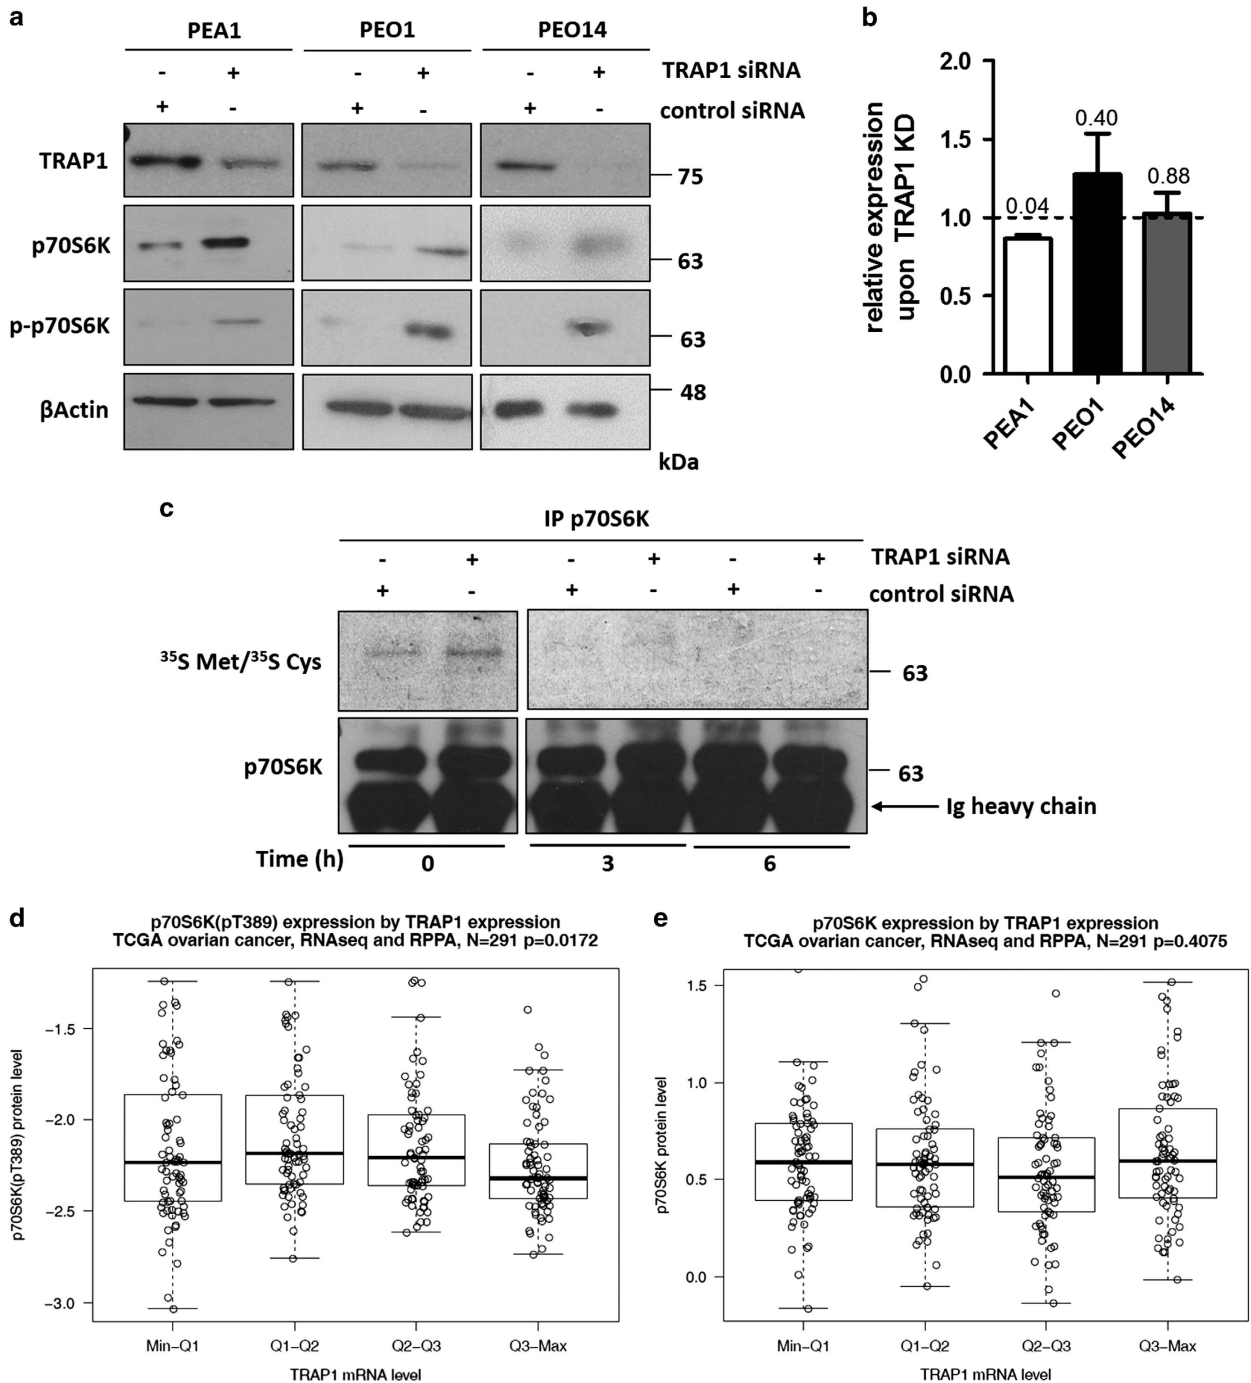 a
PEA1 PEO1 PEO14
- + - + - + TRAP1 siRNA
+ - + - + - control siRNA
TRAP1
75
p70S6K
63
p-p70S6K
63
βActin
48
kDa
b
relative expression
upon TRAP1 KD
2.0
1.5
1.0
0.5
0.0
0.04
0.40
0.88
PEA1
PEO1
PEO14
c
IP p70S6K
- + - + - + TRAP1 siRNA
+ - + - + - control siRNA
35S Met/35S Cys
63
p70S6K
63
Ig heavy chain
Time (h) 0 3 6
d
p70S6K(pT389) expression by TRAP1 expression
TCGA ovarian cancer, RNAseq and RPPA, N=291 p=0.0172
p70S6K(pT389) protein level
−1.5
−2.0
−2.5
−3.0
Min−Q1 Q1−Q2 Q2−Q3 Q3−Max
TRAP1 mRNA level
e
p70S6K expression by TRAP1 expression
TCGA ovarian cancer, RNAseq and RPPA, N=291 p=0.4075
p70S6K protein level
1.5
1.0
0.5
0.0
Min−Q1 Q1−Q2 Q2−Q3 Q3−Max
TRAP1 mRNA level